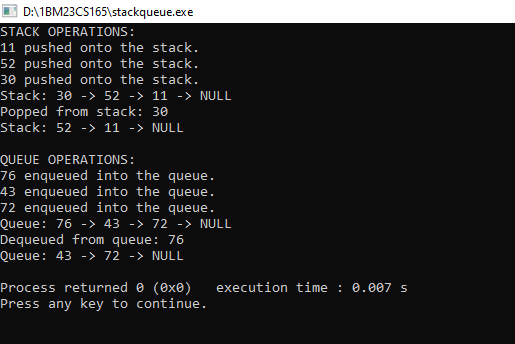 D:\1BM23CS165\stackqueue.exe
STACK OPERATIONS:
11 pushed onto the stack.
52 pushed onto the stack.
30 pushed onto the stack.
Stack: 30 -> 52 -> 11 -> NULL
Popped from stack: 30
Stack: 52 -> 11 -> NULL
QUEUE OPERATIONS:
76 enqueued into the queue.
43 enqueued into the queue.
72 enqueued into the queue.
Queue: 76 -> 43 -> 72 -> NULL
Dequeued from queue: 76
Queue: 43 -> 72 -> NULL
Process returned 0 (0x0)   execution time : 0.007 s
Press any key to continue.